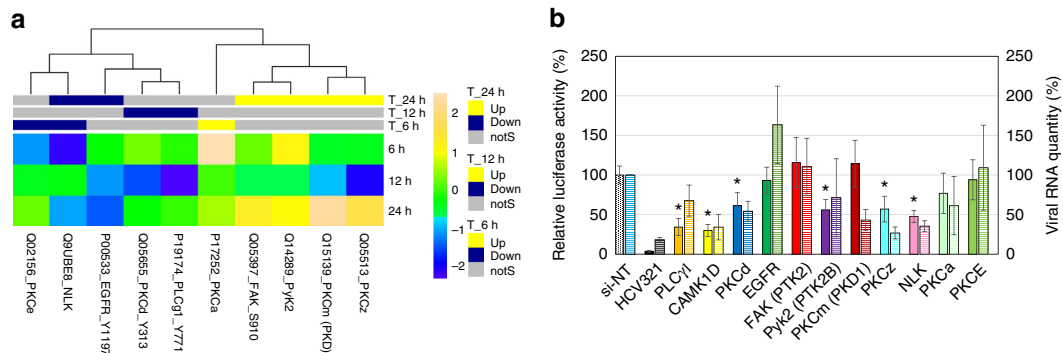 a
T_24 h
T_12 h
T_6 h
6 h
12 h
24 h
Q02156_PKCe
Q9UBE8_NLK
P00533_EGFR_Y1197
Q05655_PKCd_Y313
P19174_PLCg1_Y771
P17252_PKCa
Q05397_FAK_S910
Q14289_PyK2
Q15139_PKCm (PKD)
Q05513_PKCz
2
1
0
−1
−2
T_24 h
Up
Down
notS
T_12 h
Up
Down
notS
T_6 h
Up
Down
notS
b
Relative luciferase activity (%)
250
200
150
100
50
0
* * * * * *
250
200
150
100
50
0
Viral RNA quantity (%)
si-NT
HCV321
PLCγI
CAMK1D
PKCd
EGFR
FAK (PTK2)
Pyk2 (PTK2B)
PKCm (PKD1)
PKCz
NLK
PKCa
PKCE